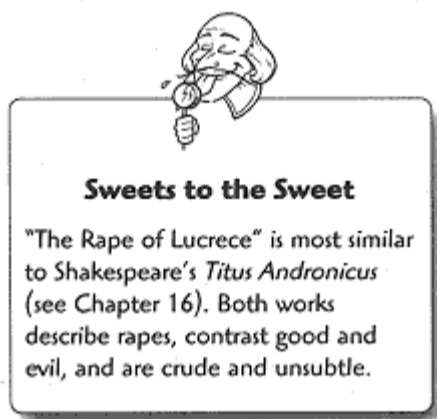 Sweets to the Sweet
"The Rape of Lucrece" is most similar
to Shakespeare's Titus Andronicus
(see Chapter 16). Both works
describe rapes, contrast good and
evil, and are crude and unsubtle.